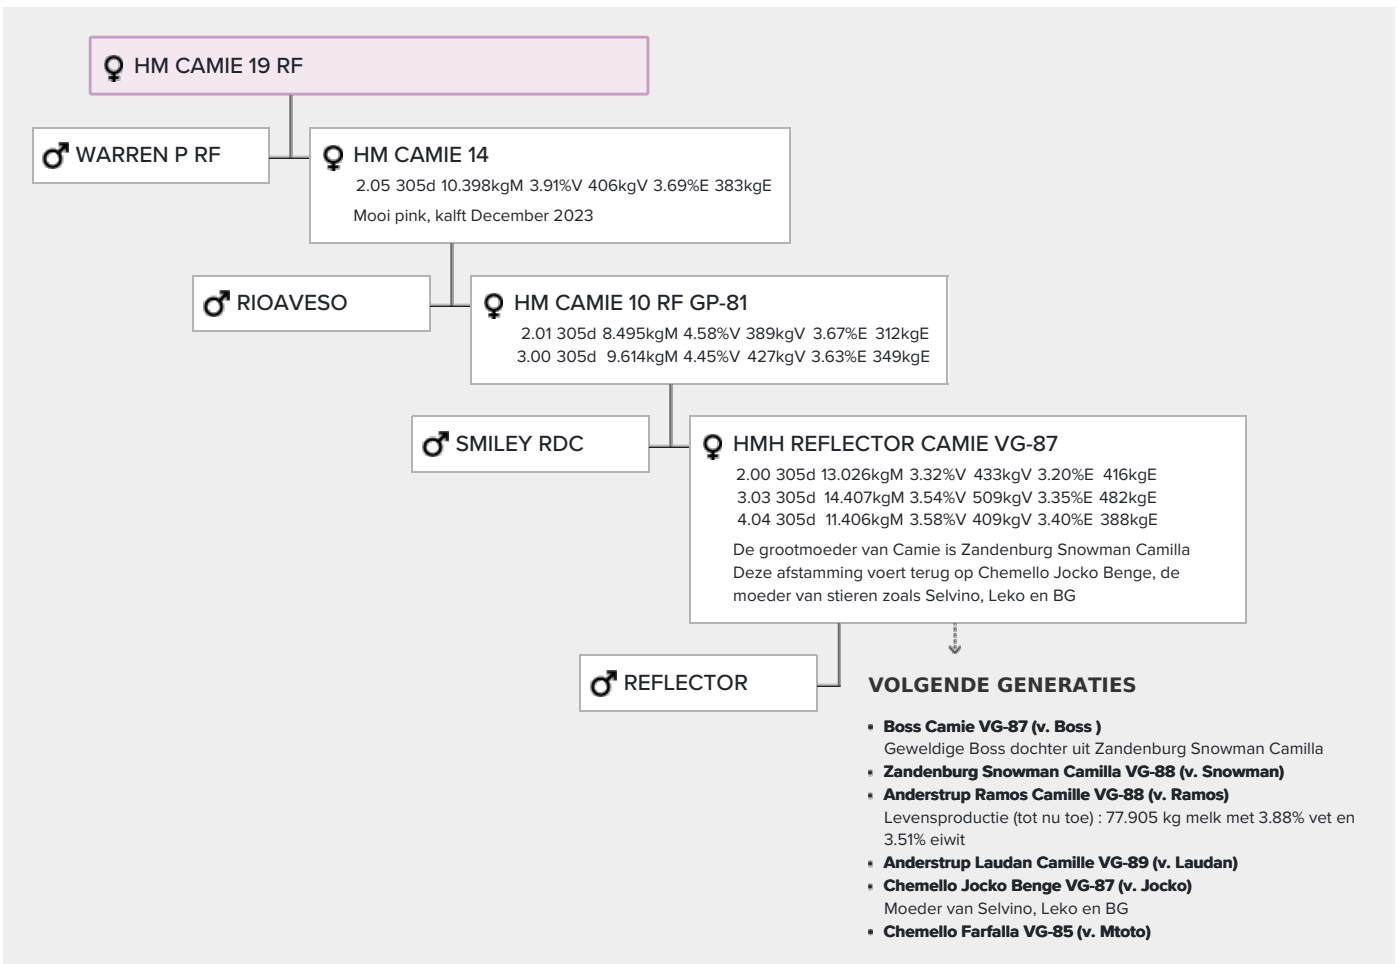 HM CAMIE 19 RF
WARREN P RF
HM CAMIE 14
2.05 305d 10.398kgM 3.91%V 406kgV 3.69%E 383kgE
Mooi pink, kalft December 2023
RIOAVESO
HM CAMIE 10 RF GP-81
2.01 305d 8.495kgM 4.58%V 389kgV 3.67%E 312kgE
3.00 305d 9.614kgM 4.45%V 427kgV 3.63%E 349kgE
SMILEY RDC
HMH REFLECTOR CAMIE VG-87
2.00 305d 13.026kgM 3.32%V 433kgV 3.20%E 416kgE
3.03 305d 14.407kgM 3.54%V 509kgV 3.35%E 482kgE
4.04 305d 11.406kgM 3.58%V 409kgV 3.40%E 388kgE
De grootmoeder van Camie is Zandenburg Snowman Camilla
Deze afstamming voert terug op Chemello Jocko Benge, de
moeder van stieren zoals Selvino, Leko en BG
REFLECTOR
VOLGENDE GENERATIES
• Boss Camie VG-87 (v. Boss )
Geweldige Boss dochter uit Zandenburg Snowman Camilla
• Zandenburg Snowman Camilla VG-88 (v. Snowman)
• Anderstrup Ramos Camille VG-88 (v. Ramos)
Levensproductie (tot nu toe) : 77.905 kg melk met 3.88% vet en
3.51% eiwit
• Anderstrup Laudan Camille VG-89 (v. Laudan)
• Chemello Jocko Benge VG-87 (v. Jocko)
Moeder van Selvino, Leko en BG
• Chemello Farfalla VG-85 (v. Mtoto)